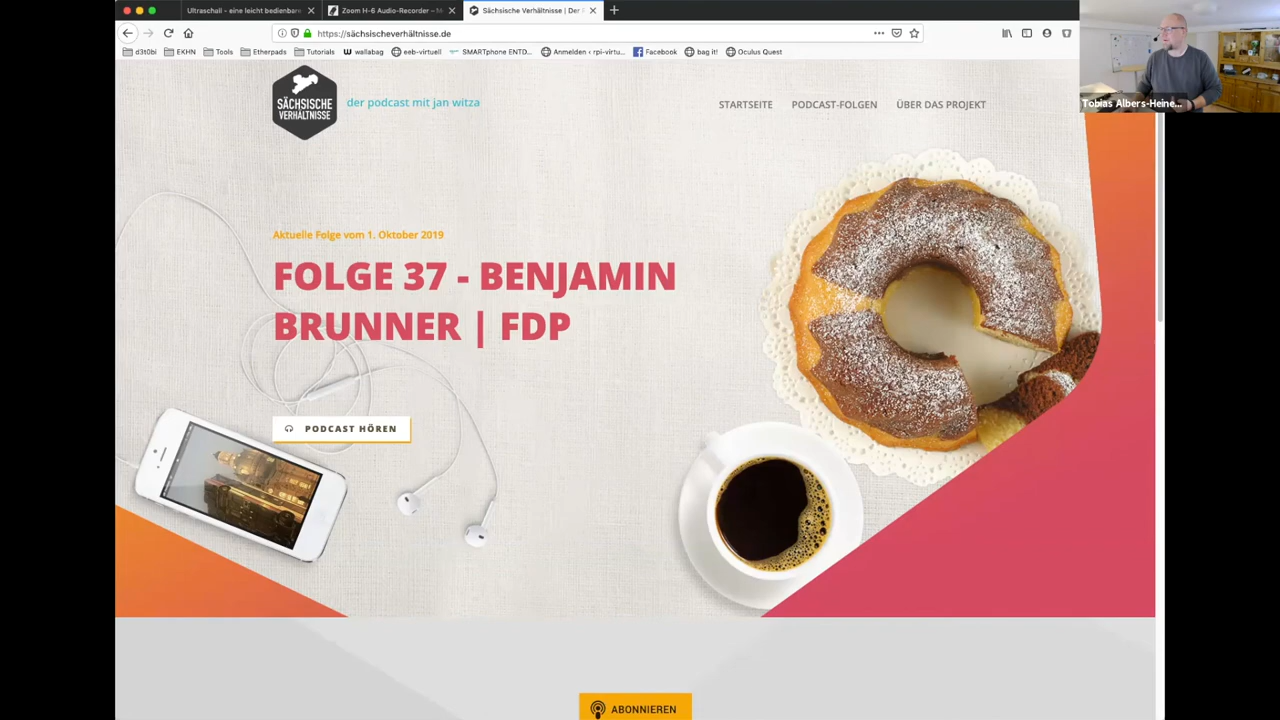 Ultraschall - eine leicht bedienbare
Zoom H-6 Audio-Recorder –
Sächsische Verhältnisse | Der
https://sächsischeverhältnisse.de
d3t0bi
EKHN
Tools
Etherpads
Tutorials
wallabag
eeb-virtuell
SMARTphone ENTD...
Anmelden ‹ rpi-virtu...
Facebook
bag it!
Oculus Quest
Tobias Albers-Heine...
SÄCHSISCHE
VERHÄLTNISSE
der podcast mit jan witza
STARTSEITE
PODCAST-FOLGEN
ÜBER DAS PROJEKT
Aktuelle Folge vom 1. Oktober 2019
FOLGE 37 - BENJAMIN
BRUNNER | FDP
PODCAST HÖREN
ABONNIEREN